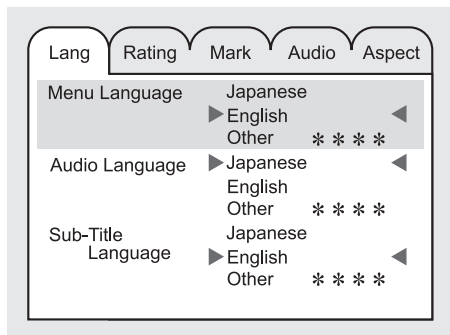 Lang Rating Mark Audio Aspect
Menu Language Japanese
▶English ◀
Other ＊＊＊＊
Audio Language ▶Japanese ◀
English
Other ＊＊＊＊
Sub-Title Japanese
Language ▶English ◀
Other ＊＊＊＊